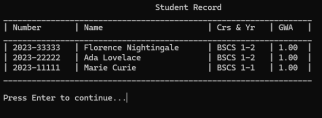 Student Record
| Number | Name | Crs & Yr | GWA |
| 2023-33333 | Florence Nightingale | BSCS 1-2 | 1.00 |
| 2023-22222 | Ada Lovelace | BSCS 1-2 | 1.00 |
| 2023-11111 | Marie Curie | BSCS 1-1 | 1.00 |
Press Enter to continue...